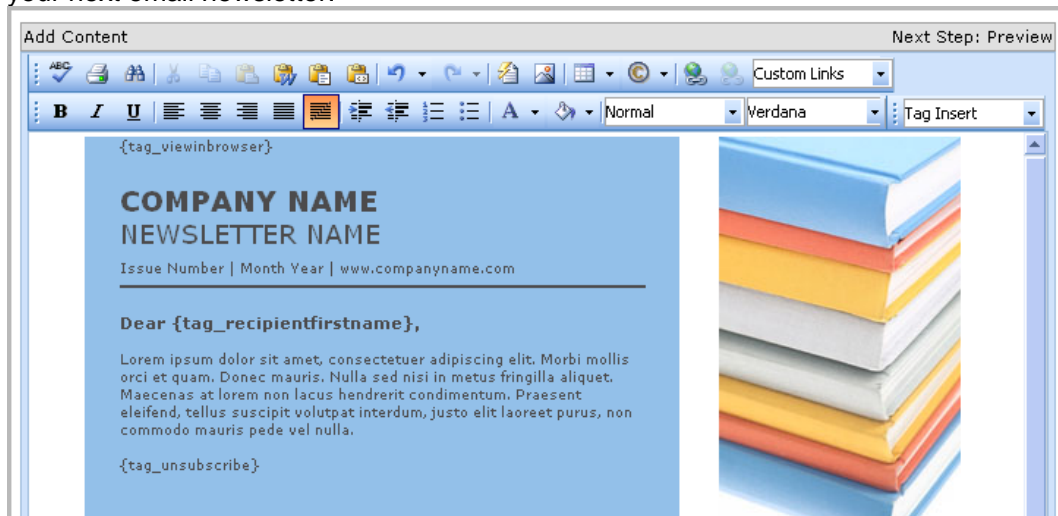 your next email newsletter.
Add Content Next Step: Preview
ABC Custom Links
B I U A Normal Verdana Tag Insert
{tag_viewinbrowser}
COMPANY NAME
NEWSLETTER NAME
Issue Number | Month Year | www.companyname.com
Dear {tag_recipientfirstname},
Lorem ipsum dolor sit amet, consectetuer adipiscing elit. Morbi mollis
orci et quam. Donec mauris. Nulla sed nisi in metus fringilla aliquet.
Maecenas at lorem non lacus hendrerit condimentum. Praesent
eleifend, tellus suscipit volutpat interdum, justo elit laoreet purus, non
commodo mauris pede vel nulla.
{tag_unsubscribe}